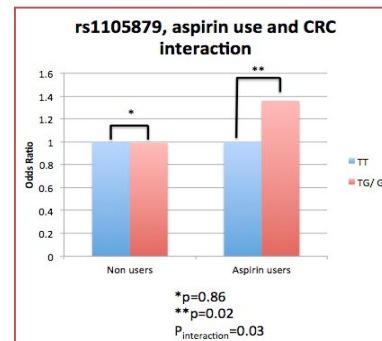 rs1105879, aspirin use and CRC
interaction
1.6
1.4
1.2
1
0.8
0.6
0.4
0.2
0
Odds Ratio
*
**
TT
TG/ G
Non users
Aspirin users
*p=0.86
**p=0.02
Pinteraction=0.03